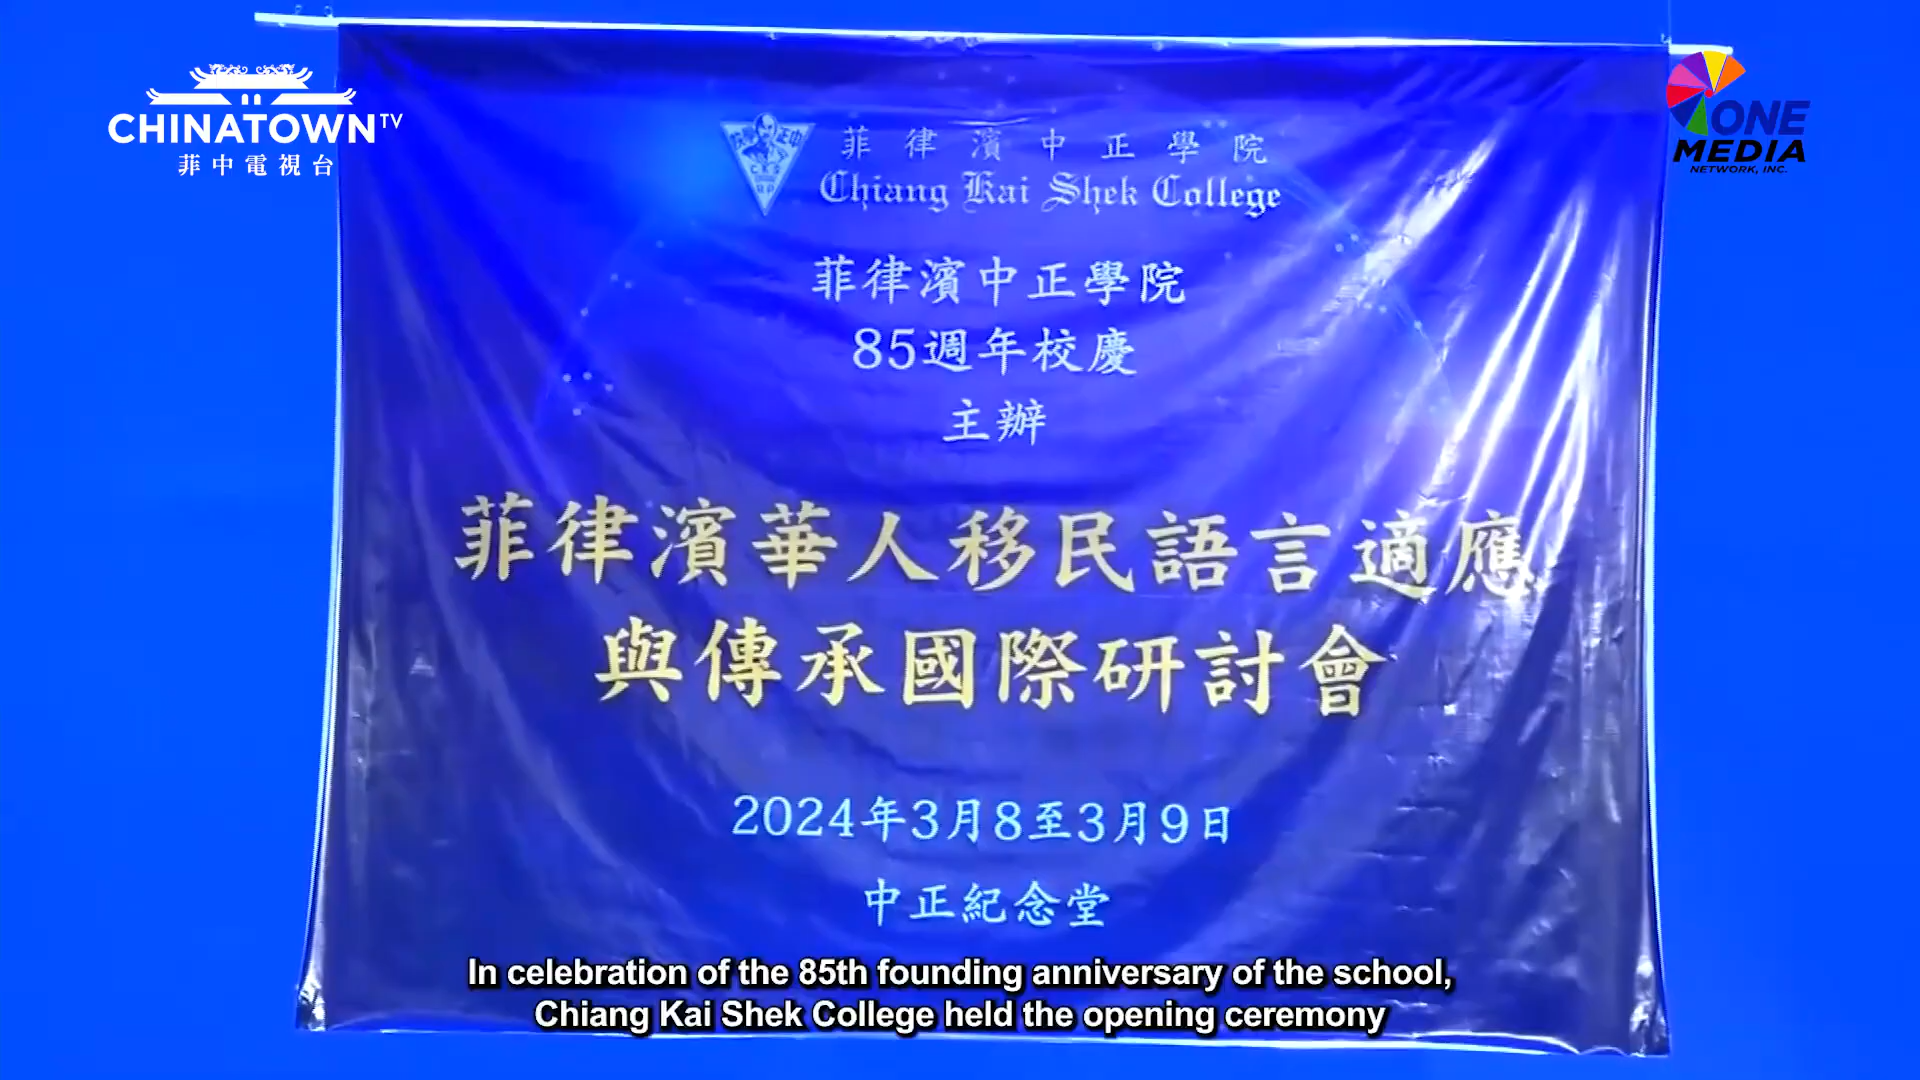 CHINATOWN TV
菲中電視台
ONE
MEDIA
NETWORK, INC.
菲律濱中正學院
Chiang Kai Shek College
菲律濱中正學院
85週年校慶
主辦
菲律濱華人移民語言適應
與傳承國際研討會
2024年3月8至3月9日
中正紀念堂
In celebration of the 85th founding anniversary of the school,
Chiang Kai Shek College held the opening ceremony